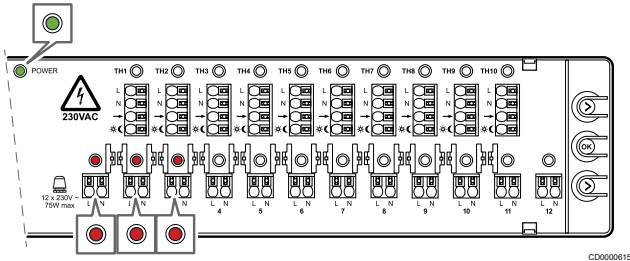 POWER
TH1 TH2 TH3 TH4 TH5 TH6 TH7 TH8 TH9 TH10
L
N
L
N
L
N
L
N
L
N
L
N
L
N
L
N
L
N
L
N
230VAC
OK
12 x 230V ~
75W max
L N L N L N L N L N L N L N L N L N L N L N L N
4 5 6 7 8 9 10 11 12
CD0000615